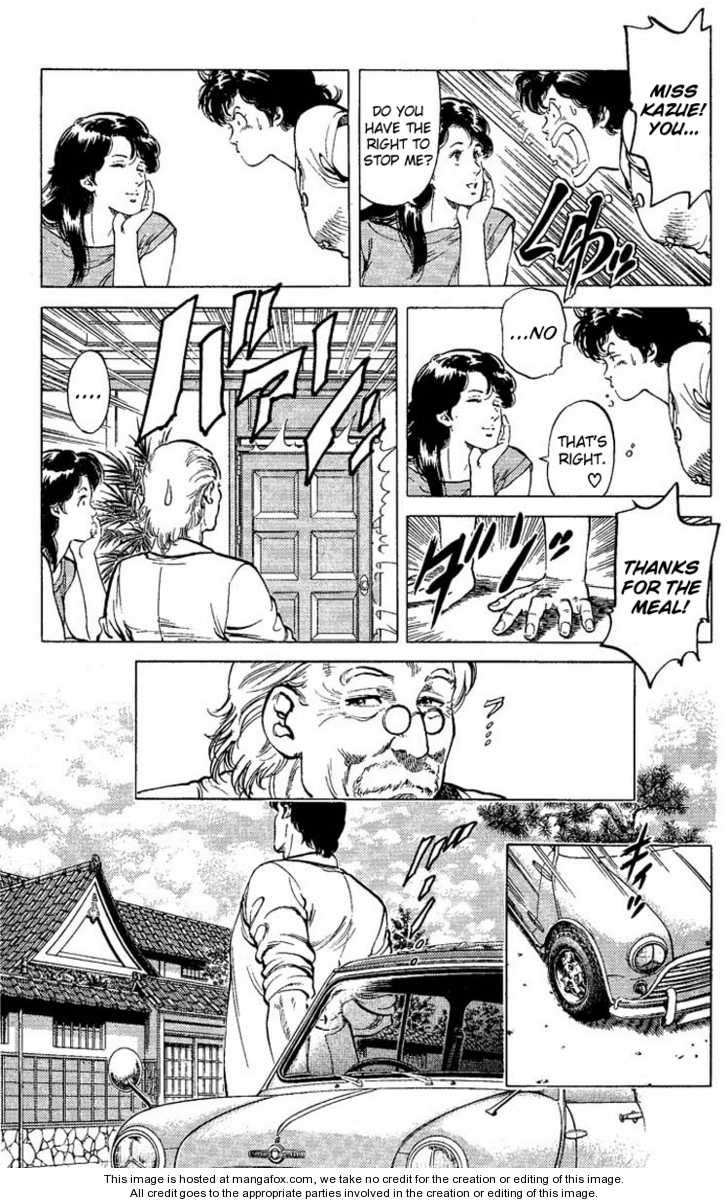 MISS
KAZUE!
YOU...
DO YOU
HAVE THE
RIGHT TO
STOP ME?
...NO
THAT'S
RIGHT.
♡
....
THANKS
FOR THE
MEAL!
This image is hosted at mangafox.com, we take no credit for the creation or editing of this image.
All credit goes to the appropriate parties involved in the creation or editing of this image.